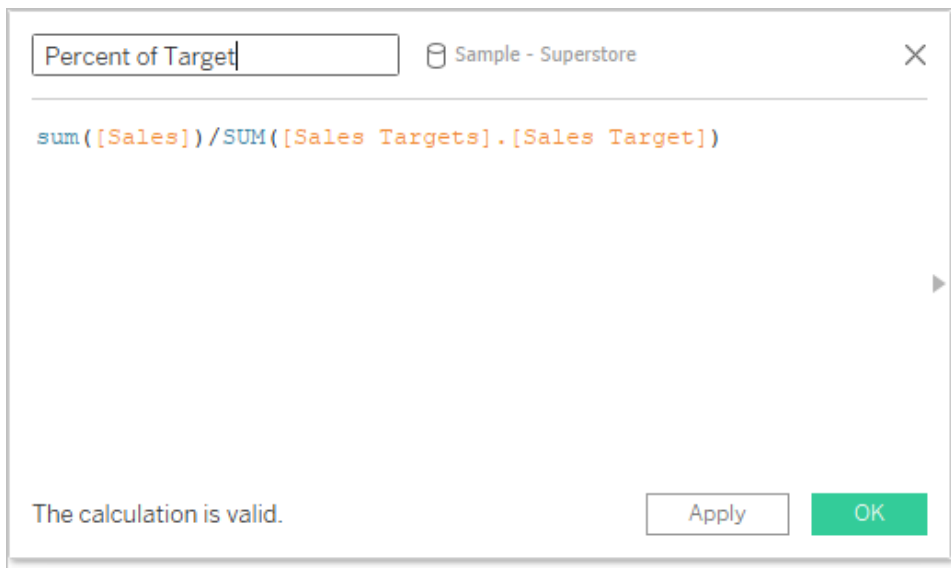 Percent of Target Sample - Superstore
sum([Sales])/SUM([Sales Targets].[Sales Target])
The calculation is valid. Apply OK